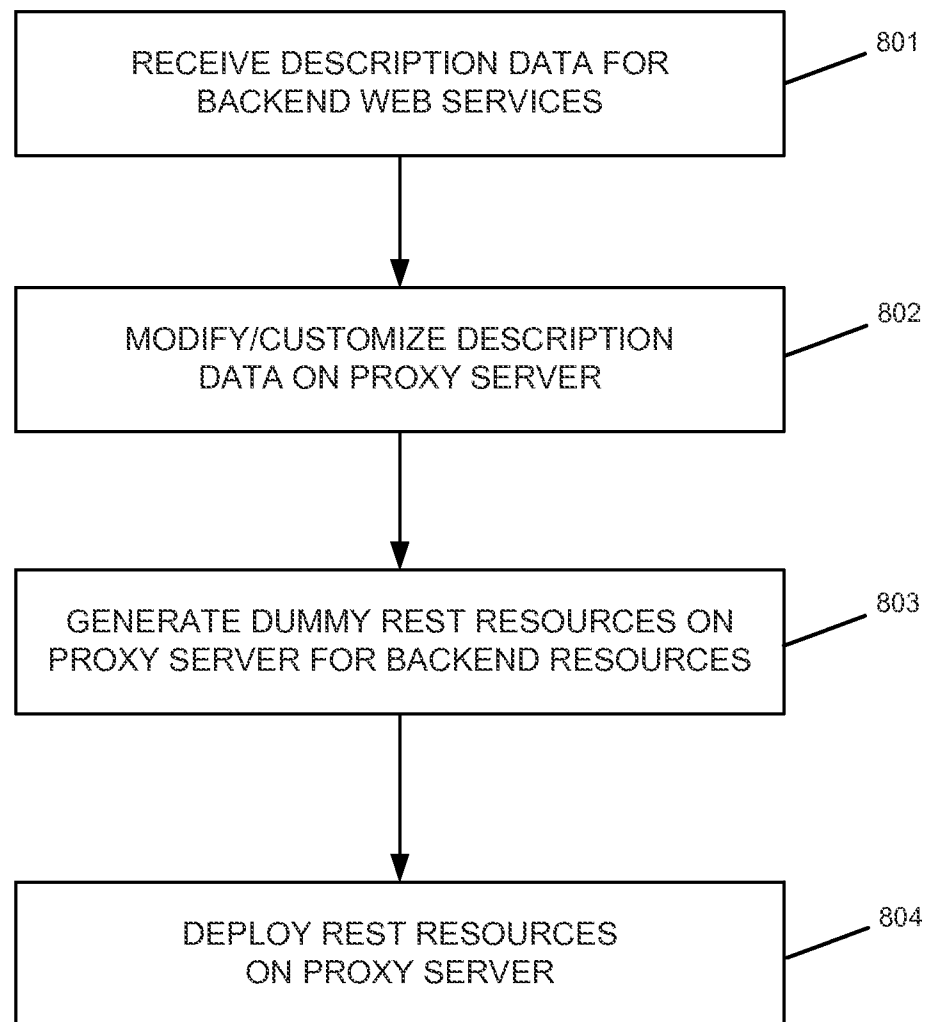 RECEIVE DESCRIPTION DATA FOR
BACKEND WEB SERVICES
801
MODIFY/CUSTOMIZE DESCRIPTION
DATA ON PROXY SERVER
802
GENERATE DUMMY REST RESOURCES ON
PROXY SERVER FOR BACKEND RESOURCES
803
DEPLOY REST RESOURCES
ON PROXY SERVER
804